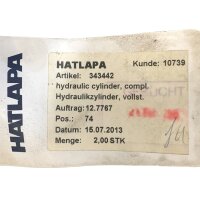 HATLAPA
HATLAPA Kunde: 10739
Artikel: 343442
hydraulic cylinder, compl.
Hydraulikzylinder, vollst.
Auftrag: 12.7767
Pos.: 74
Datum: 15.07.2013
Menge: 2,00 STK